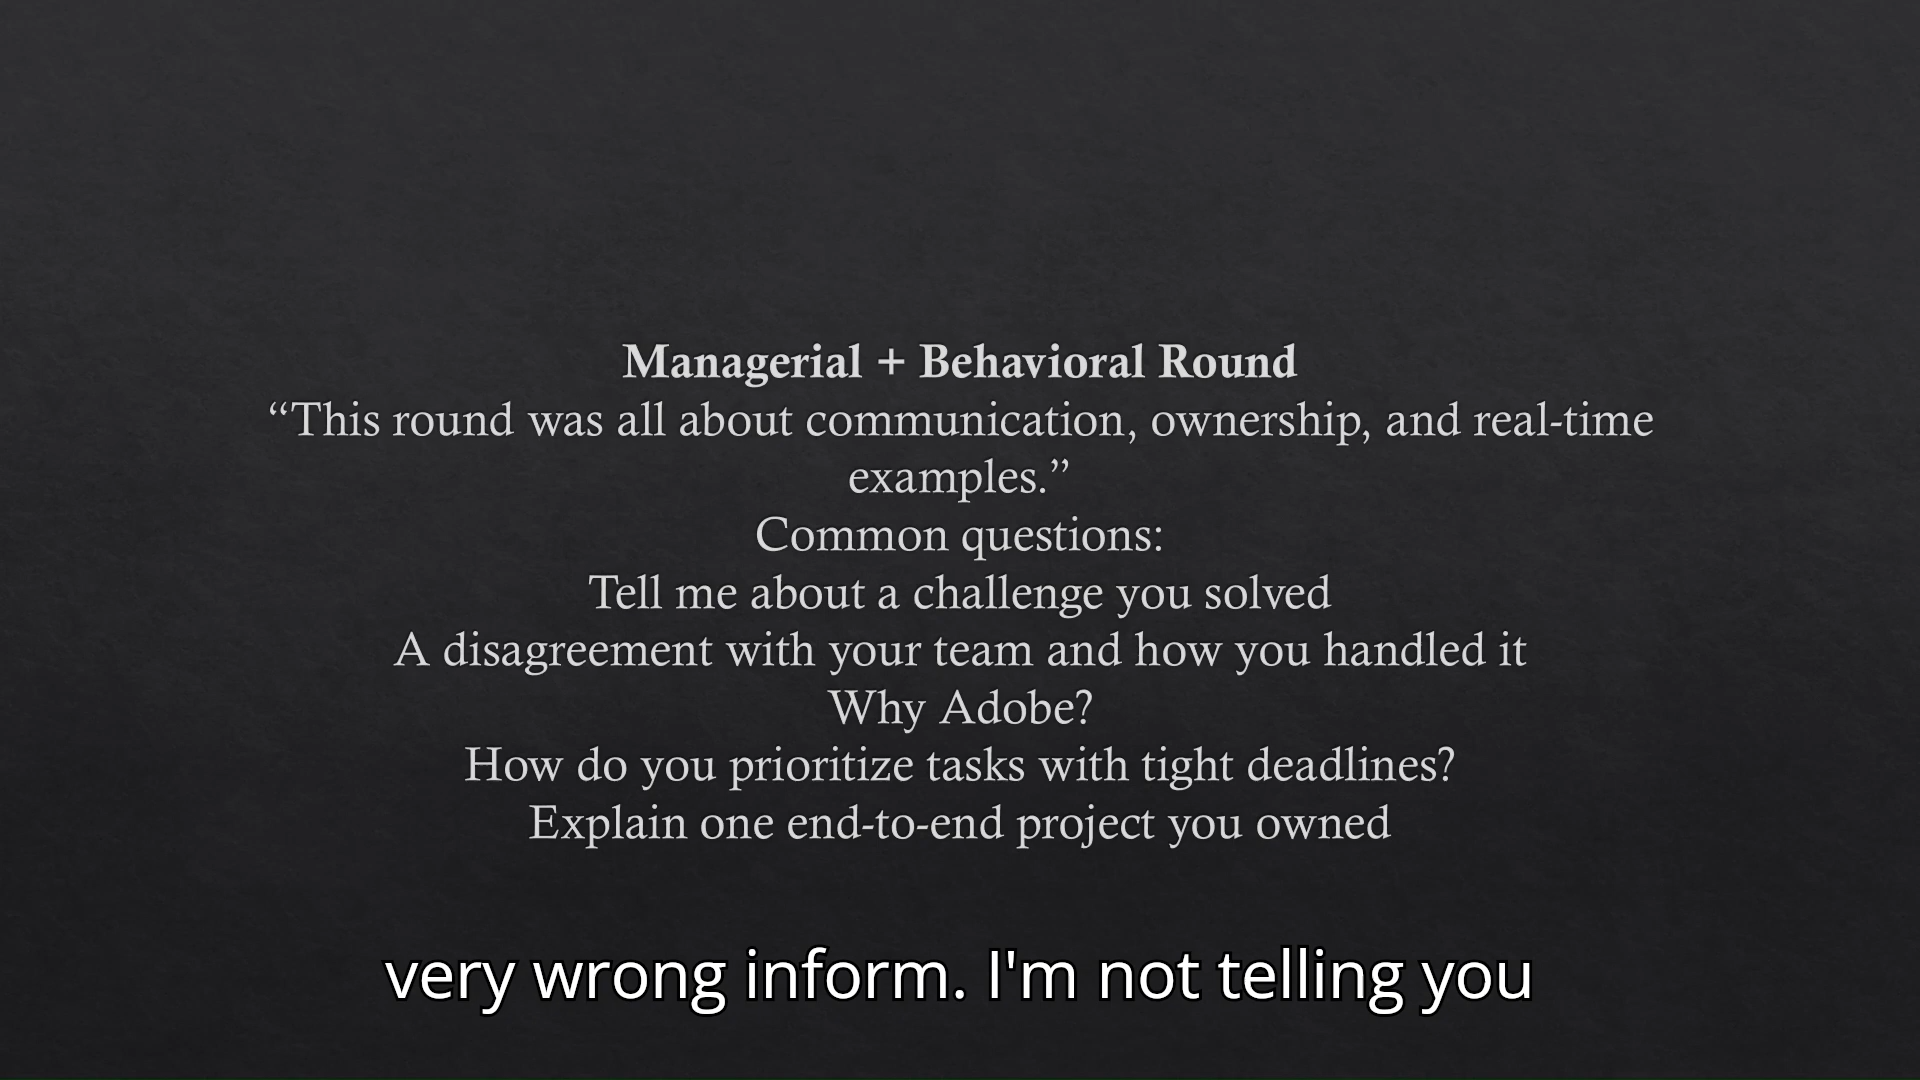 Managerial + Behavioral Round
“This round was all about communication, ownership, and real-time
examples.”
Common questions:
Tell me about a challenge you solved
A disagreement with your team and how you handled it
Why Adobe?
How do you prioritize tasks with tight deadlines?
Explain one end-to-end project you owned
very wrong inform. I'm not telling you